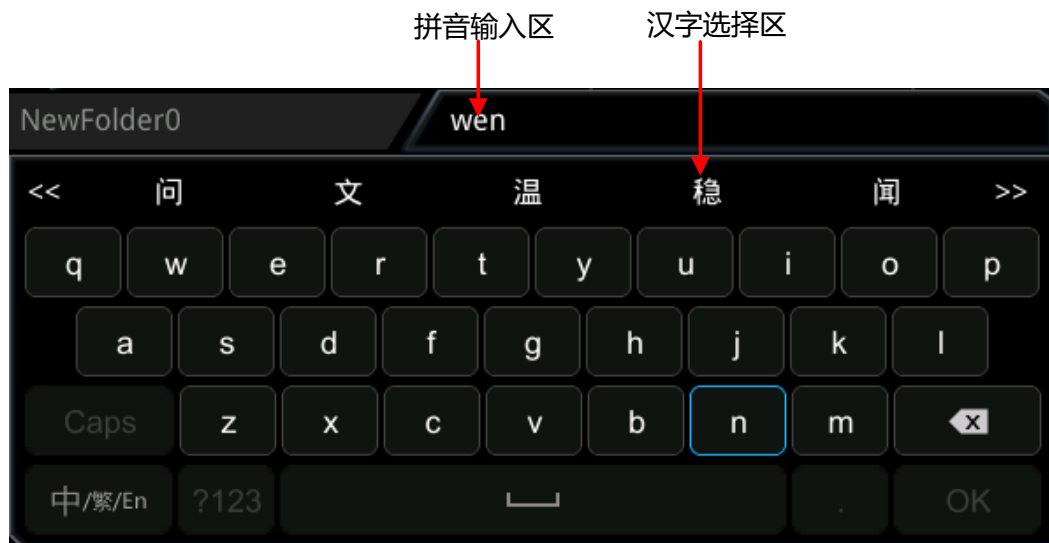 拼音输入区 汉字选择区
NewFolder0 wen
<< 问 文 温 稳 闻 >>
q w e r t y u i o p
a s d f g h j k l
Caps z x c v b n m x
中/繁/En ?123 . OK